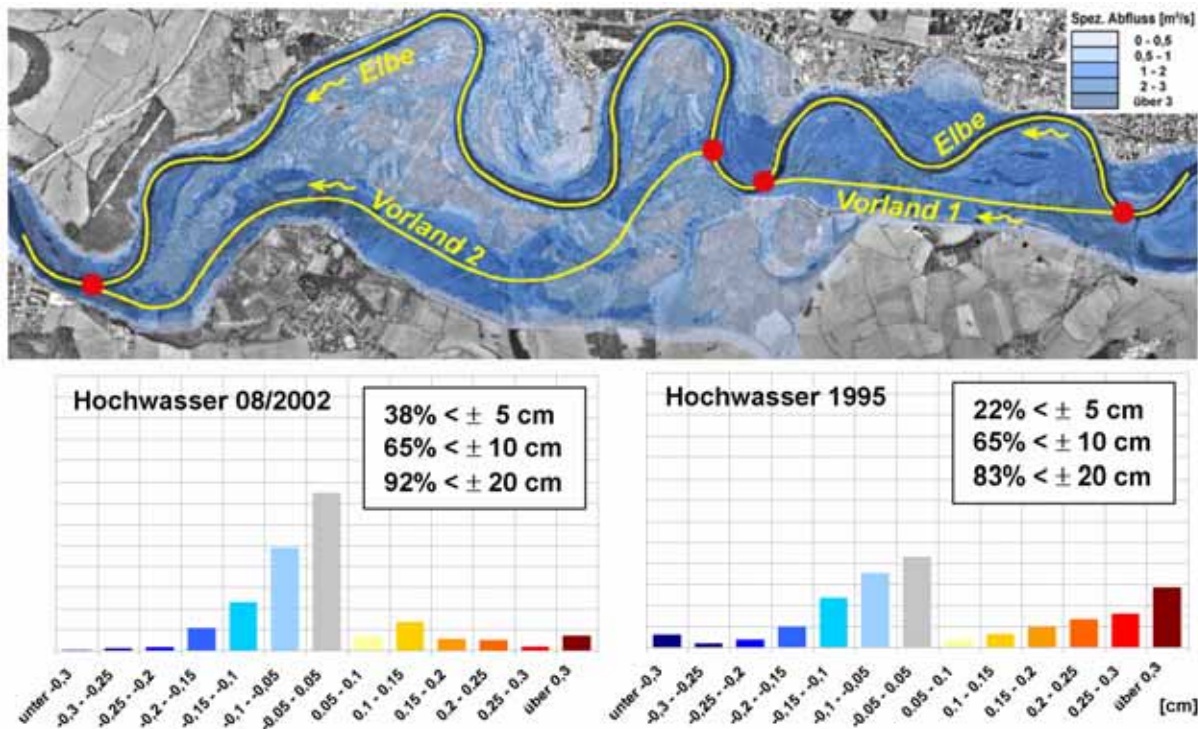 Spez. Abfluss [m³/s]
0 - 0,5
0,5 - 1
1 - 2
2 - 3
über 3
Elbe
Elbe
Vorland 1
Vorland 2
Hochwasser 08/2002
38% < ± 5 cm
65% < ± 10 cm
92% < ± 20 cm
unter -0,3
-0,3 - -0,25
-0,25 - -0,2
-0,2 - -0,15
-0,15 - -0,1
-0,1 - -0,05
-0,05 - 0,05
0,05 - 0,1
0,1 - 0,15
0,15 - 0,2
0,2 - 0,25
0,25 - 0,3
über 0,3
Hochwasser 1995
22% < ± 5 cm
65% < ± 10 cm
83% < ± 20 cm
unter -0,3
-0,3 - -0,25
-0,25 - -0,2
-0,2 - -0,15
-0,15 - -0,1
-0,1 - -0,05
-0,05 - 0,05
0,05 - 0,1
0,1 - 0,15
0,15 - 0,2
0,2 - 0,25
0,25 - 0,3
über 0,3
[cm]